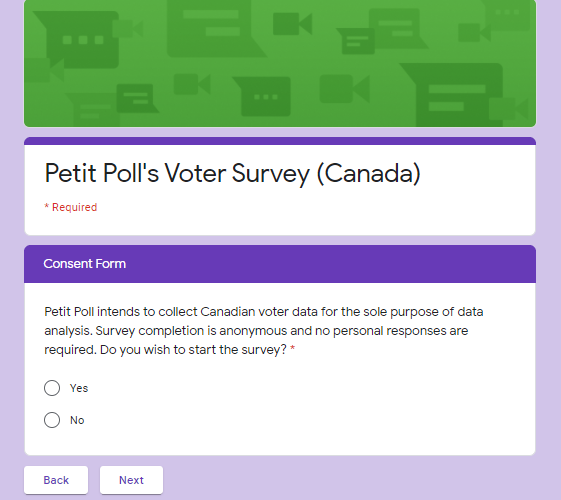 Petit Poll's Voter Survey (Canada)
* Required
Consent Form
Petit Poll intends to collect Canadian voter data for the sole purpose of data
analysis. Survey completion is anonymous and no personal responses are
required. Do you wish to start the survey? *
Yes
No
Back Next